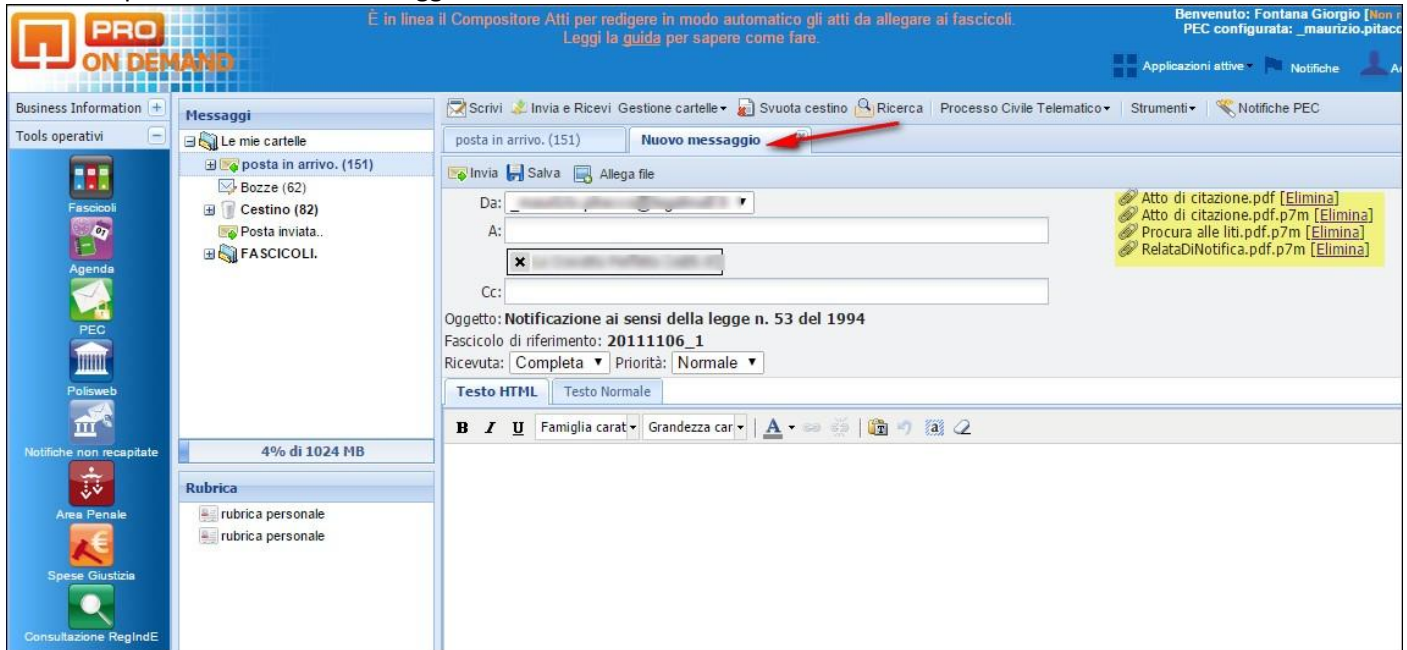 PRO
ON DEMAND
È in linea il Compositore Atti per redigere in modo automatico gli atti da allegare ai fascicoli.
Leggi la guida per sapere come fare.
Benvenuto: Fontana Giorgio [Non r
PEC configurata: _maurizio.pitacc
Applicazioni attive
Notifiche
Business Information
Tools operativi
Fascicoli
Agenda
PEC
Polisweb
Notifiche non recapitate
Area Penale
Spese Giustizia
Consultazione RegIndE
Messaggi
Le mie cartelle
posta in arrivo. (151)
Bozze (62)
Cestino (82)
Posta inviata..
FASCICOLI.
4% di 1024 MB
Rubrica
rubrica personale
rubrica personale
Scrivi Invia e Ricevi Gestione cartelle Svuota cestino Ricerca Processo Civile Telematico Strumenti Notifiche PEC
posta in arrivo. (151) Nuovo messaggio
Invia Salva Allega file
Da:
A:
Cc:
Atto di citazione.pdf [Elimina]
Atto di citazione.pdf.p7m [Elimina]
Procura alle liti.pdf.p7m [Elimina]
RelataDiNotifica.pdf.p7m [Elimina]
Oggetto: Notificazione ai sensi della legge n. 53 del 1994
Fascicolo di riferimento: 20111106_1
Ricevuta: Completa Priorità: Normale
Testo HTML Testo Normale
B I U Famiglia carat Grandezza car A a